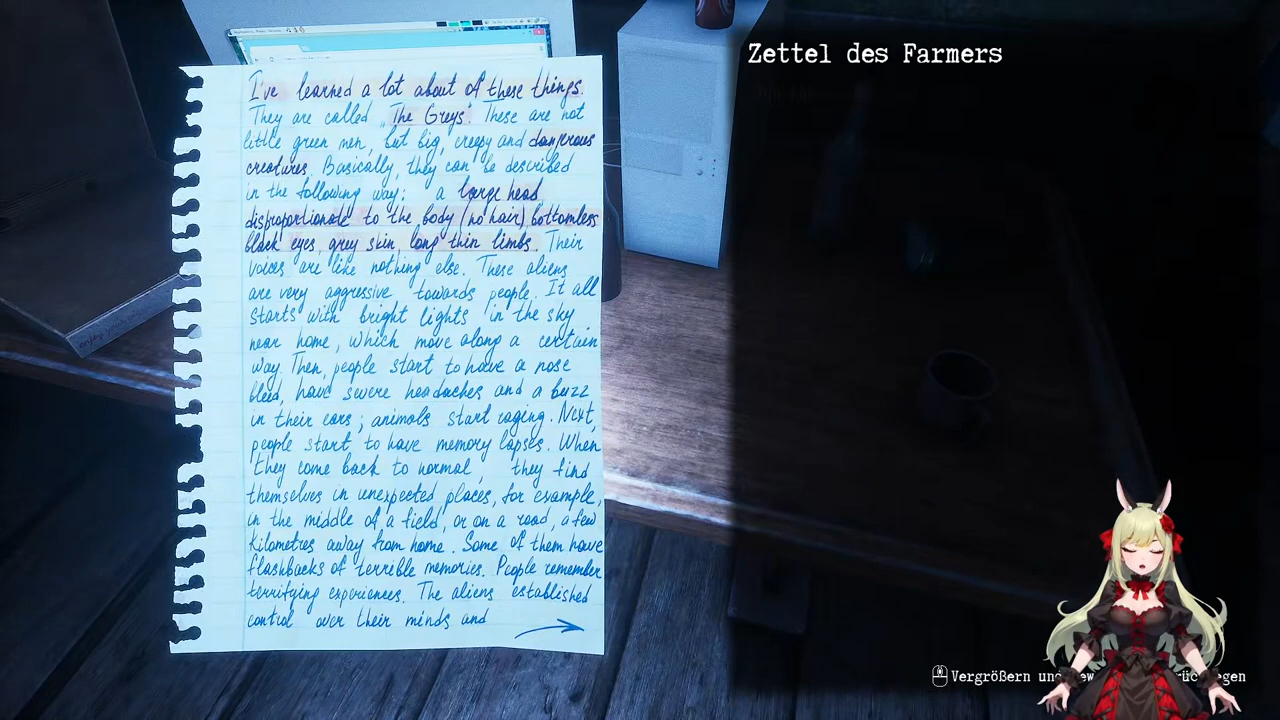 Zettel des Farmers
I've learned a lot about of these things.
They are called „The Greys". These are not
little green men, but big, creepy and dangerous
creatures. Basically, they can be described
in the following way: a large head,
disproportionate to the body (no hair), bottomless
black eyes, grey skin, long thin limbs. Their
voices are like nothing else. These aliens
are very aggressive towards people. It all
starts with bright lights in the sky
near home, which move along a certain
way. Then, people start to have a nose
bleed, have severe headaches and a buzz
in their ears; animals start raging. Next,
people start to have memory lapses. When
they come back to normal, they find
themselves in unexpected places, for example,
in the middle of a field, or on a road, a few
kilometres away from home. Some of them have
flashbacks of terrible memories. People remember
terrifying experiences. The aliens established
control over their minds and
Vergrößern und